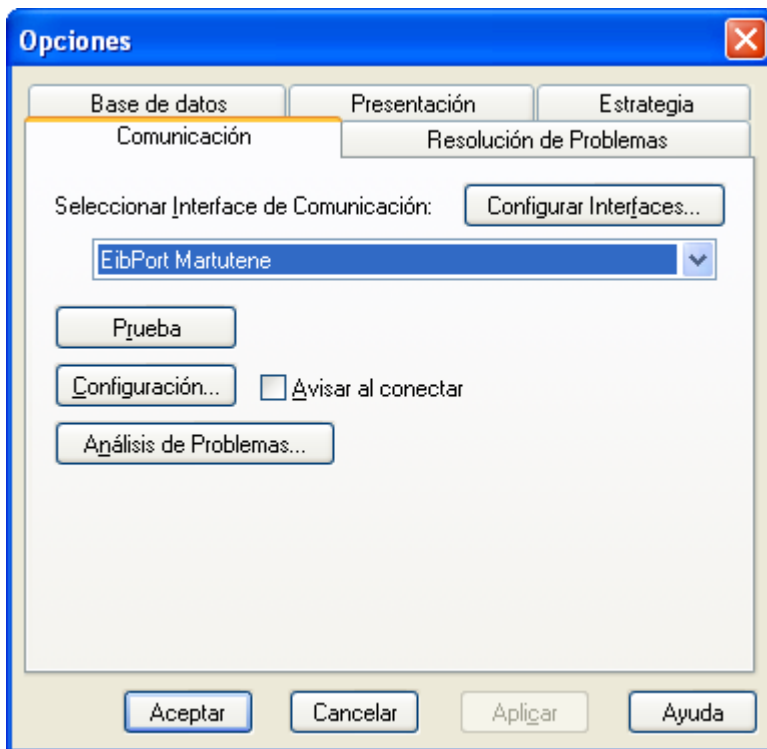 Opciones
Base de datos
Presentación
Estrategia
Comunicación
Resolución de Problemas
Seleccionar Interface de Comunicación:
Configurar Interfaces...
EibPort Martutene
Prueba
Configuración...
Avisar al conectar
Análisis de Problemas...
Aceptar
Cancelar
Aplicar
Ayuda